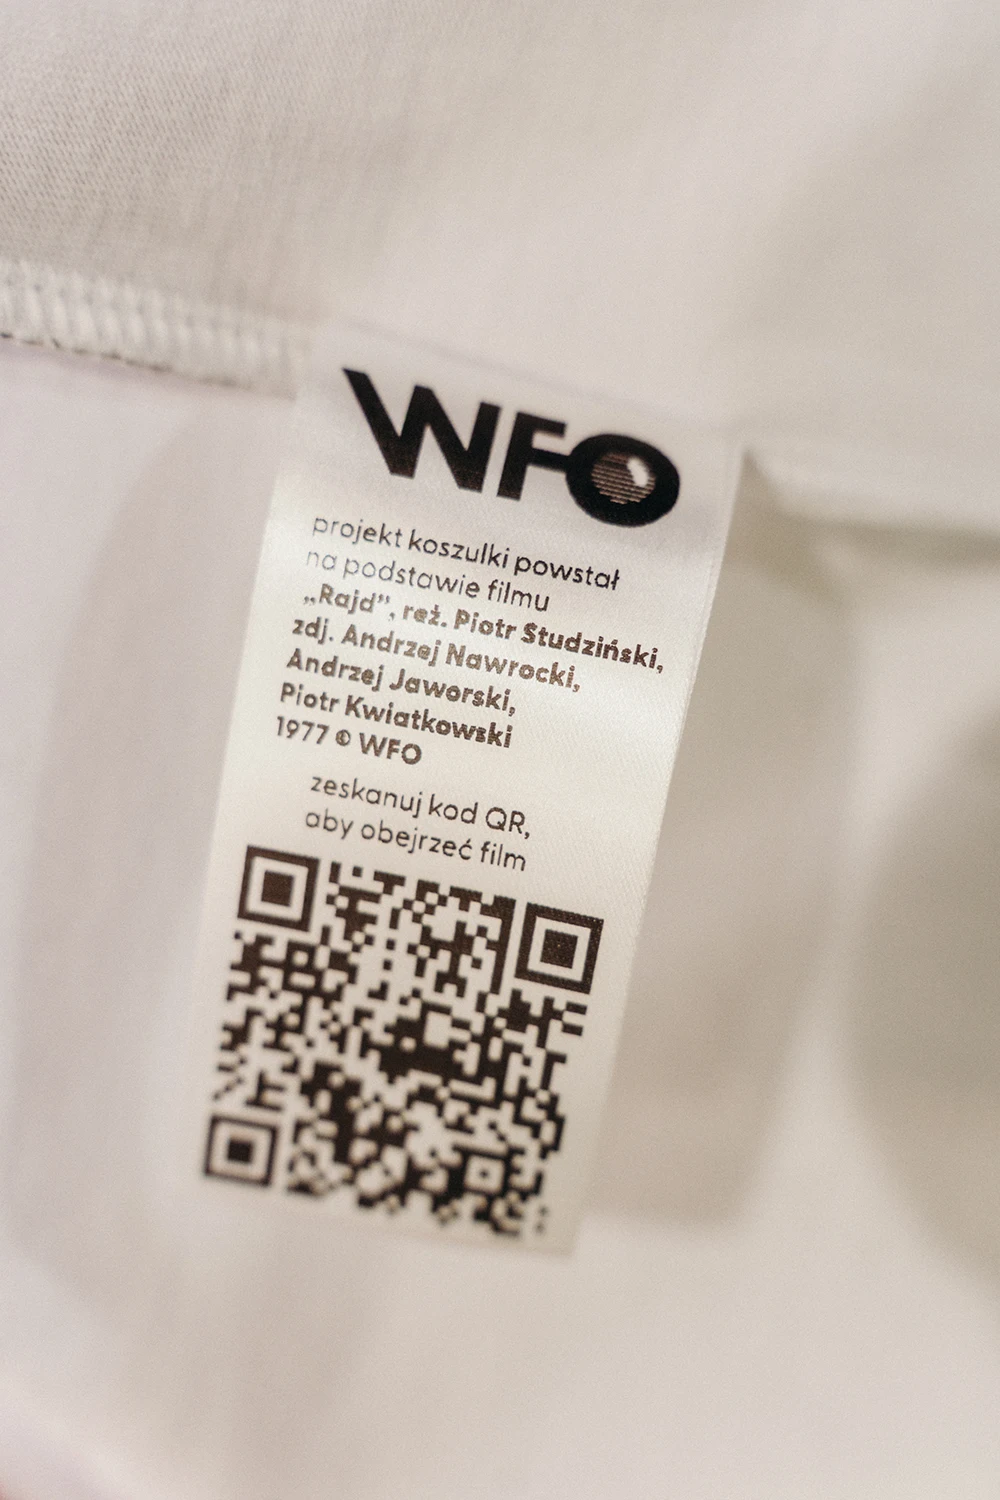 WFO
projekt koszulki powstał
na podstawie filmu
„Rajd”, reż. Piotr Studziński,
zdj. Andrzej Nawrocki,
Andrzej Jaworski,
Piotr Kwiatkowski
1977 © WFO
zeskanuj kod QR,
aby obejrzeć film